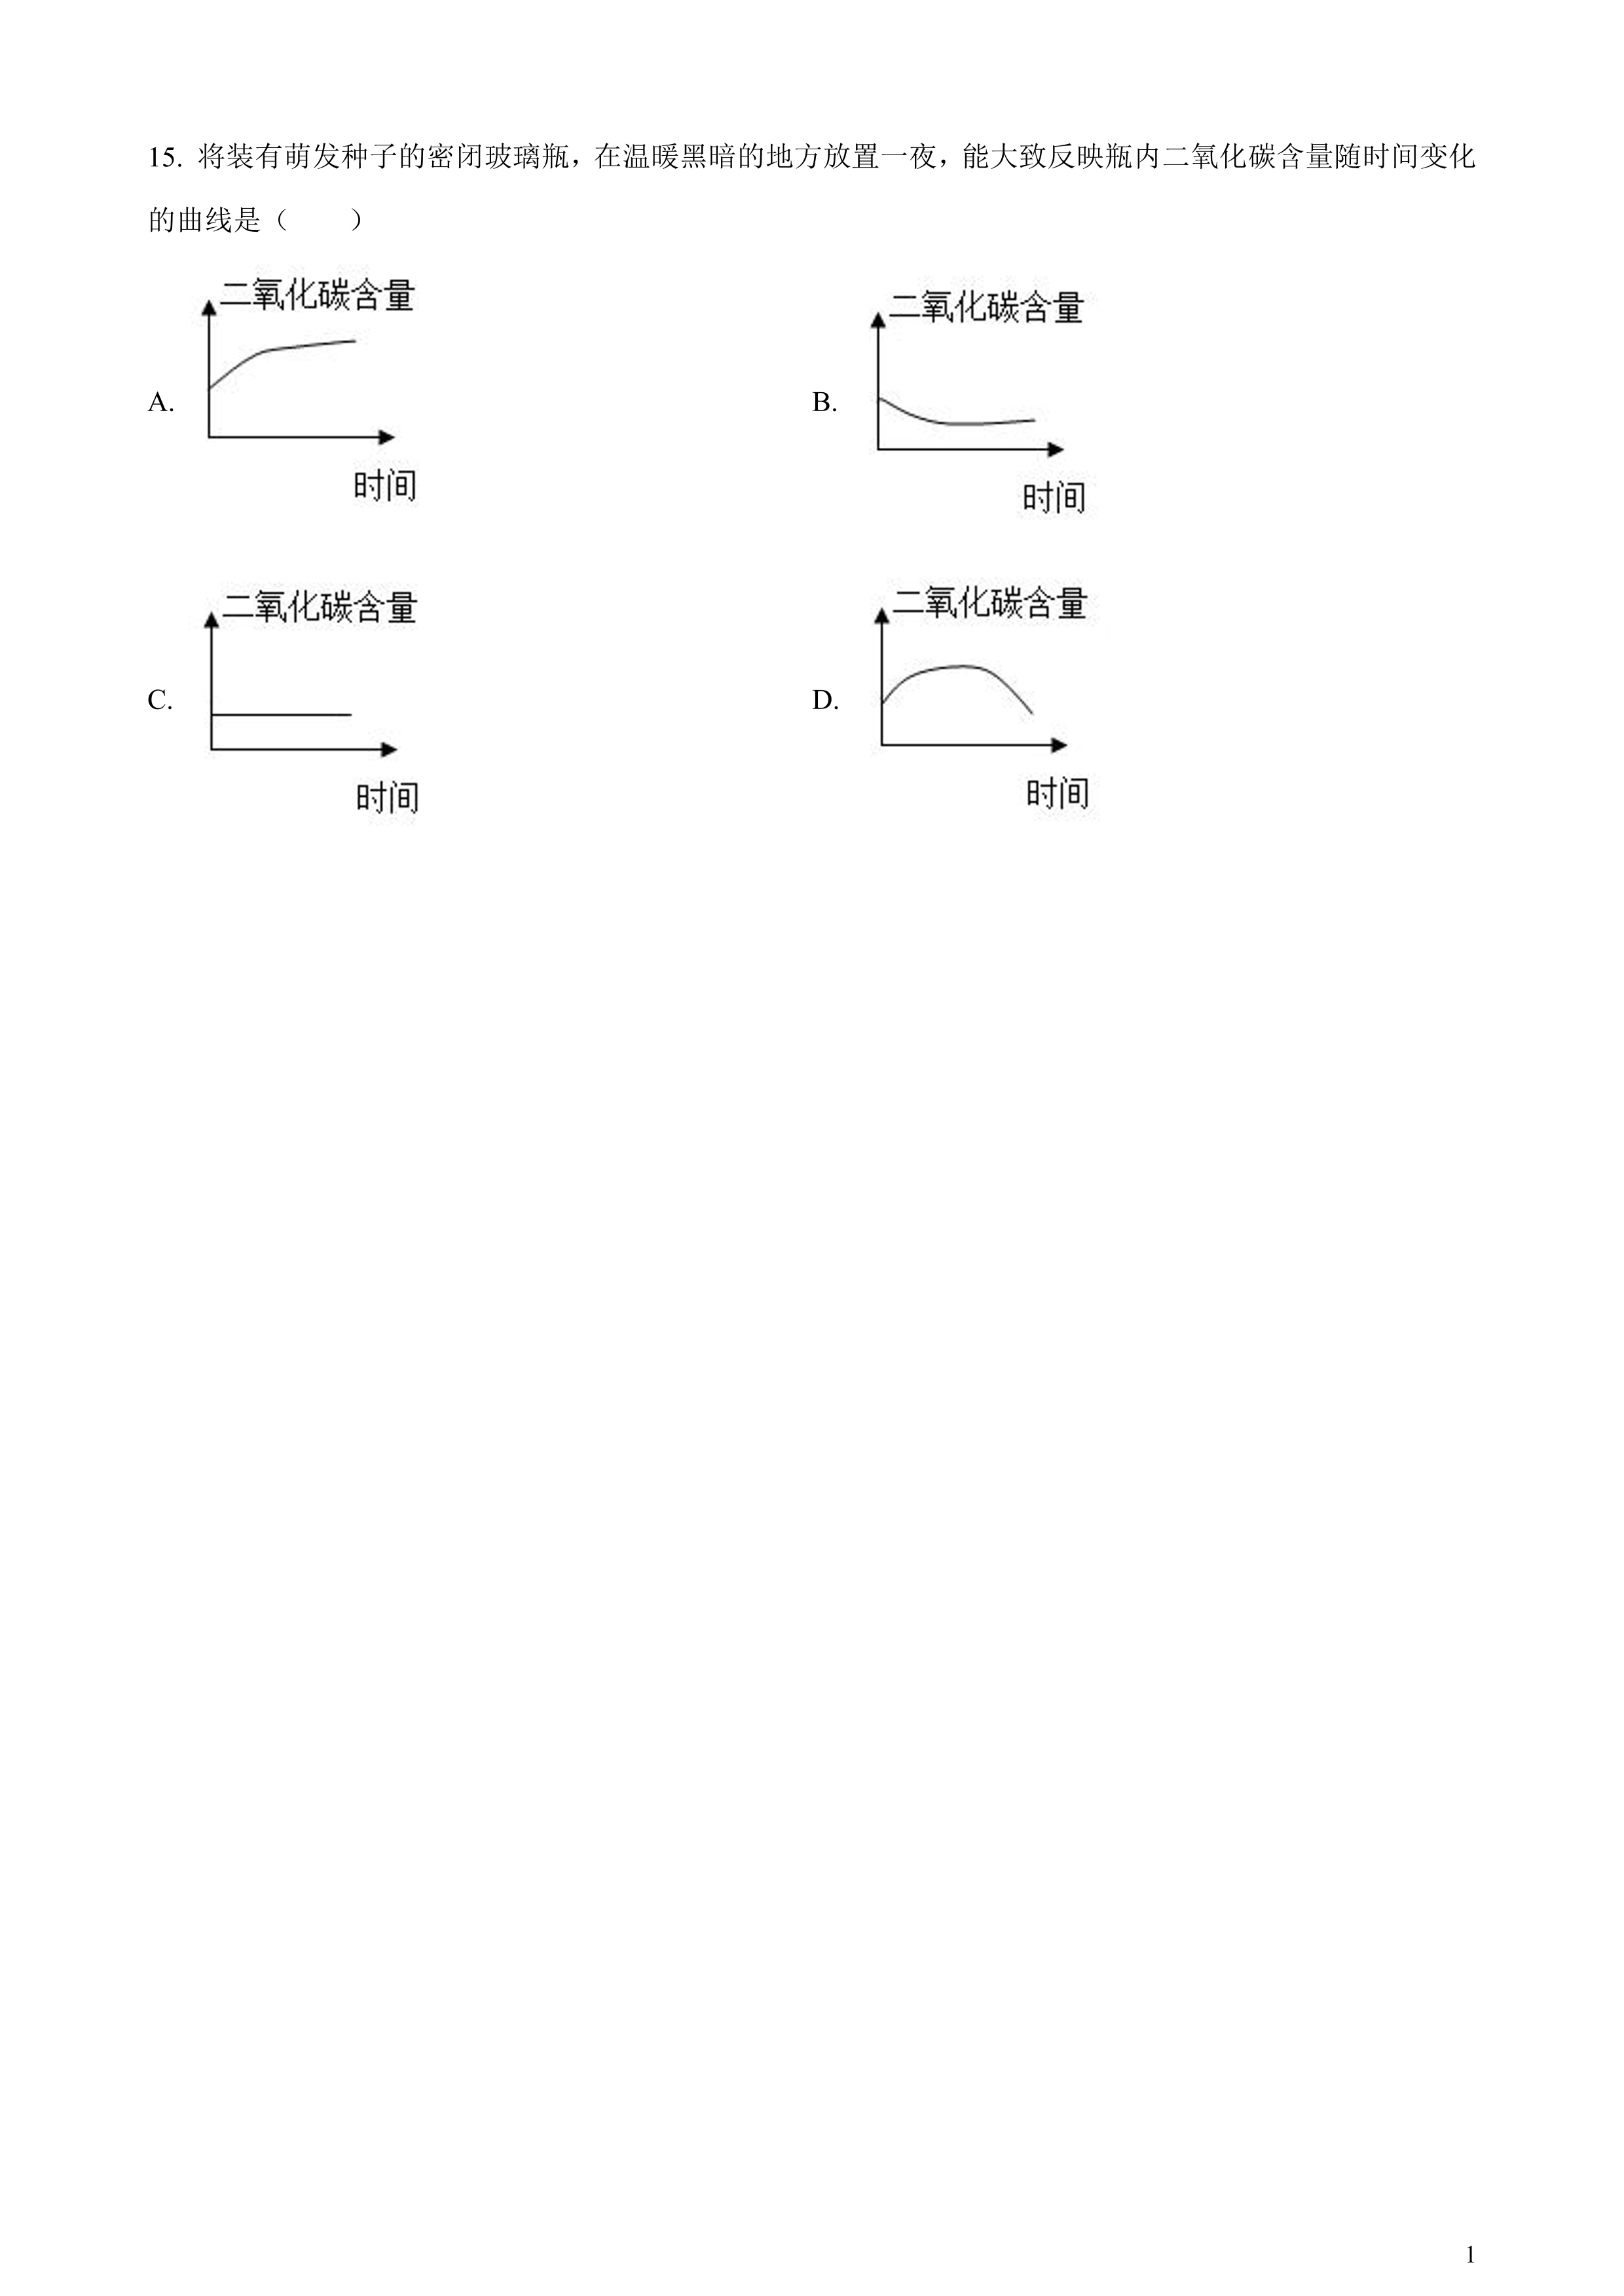 15. 将装有萌发种子的密闭玻璃瓶，在温暖黑暗的地方放置一夜，能大致反映瓶内二氧化碳含量随时间变化
的曲线是（　　）
A.
二氧化碳含量
时间
B.
二氧化碳含量
时间
C.
二氧化碳含量
时间
D.
二氧化碳含量
时间
1